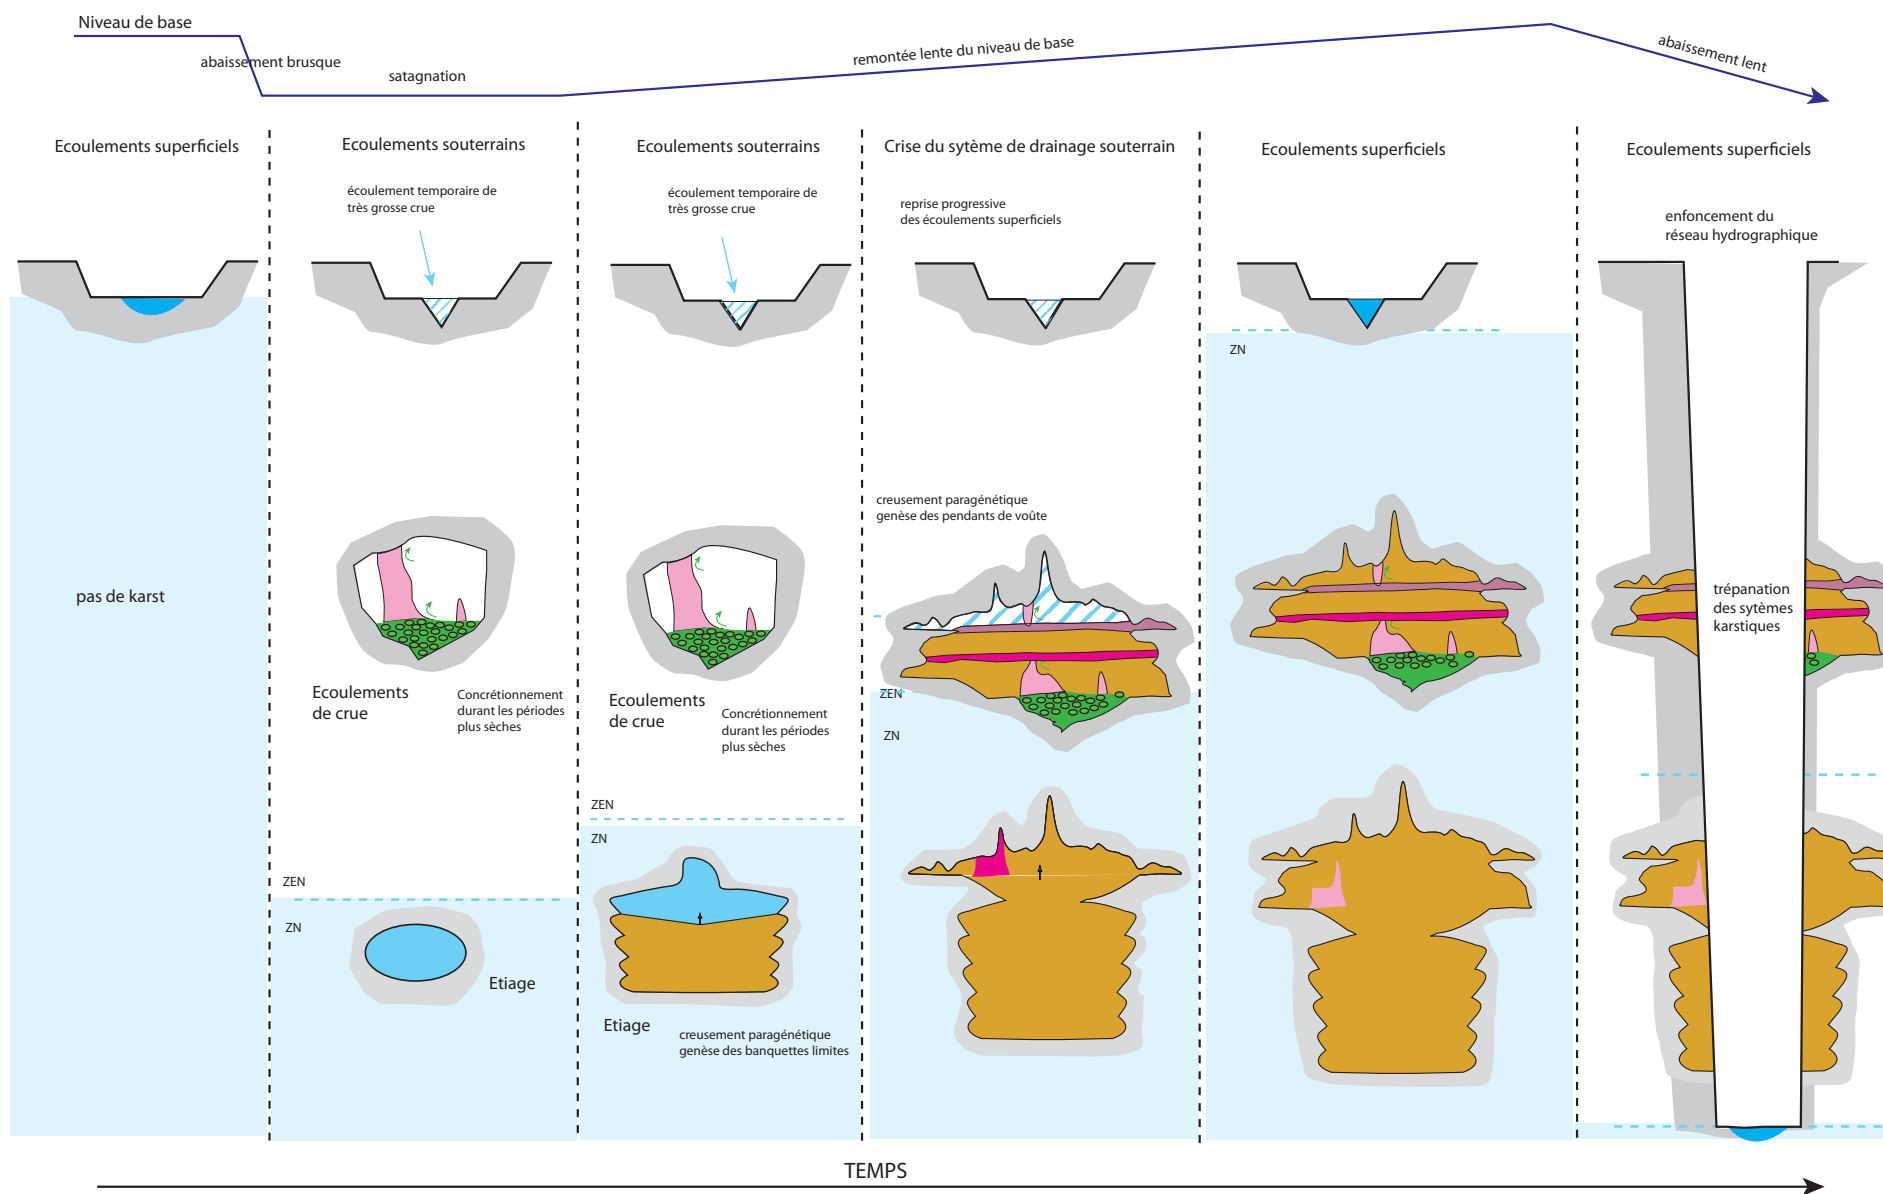 Niveau de base
abaissement brusque
satagnation
remontée lente du niveau de base
abaissement lent
Ecoulements superficiels
pas de karst
Ecoulements souterrains
écoulement temporaire de
très grosse crue
Ecoulements
de crue
Concrétionnement
durant les périodes
plus sèches
ZEN
ZN
Etiage
Ecoulements souterrains
écoulement temporaire de
très grosse crue
Ecoulements
de crue
Concrétionnement
durant les périodes
plus sèches
ZEN
ZN
Etiage
creusement paragénétique
genèse des banquettes limites
Crise du sytème de drainage souterrain
reprise progressive
des écoulements superficiels
creusement paragénétique
genèse des pendants de voûte
ZEN
ZN
Ecoulements superficiels
ZN
Ecoulements superficiels
enfoncement du
réseau hydrographique
trépanation
des sytèmes
karstiques
TEMPS